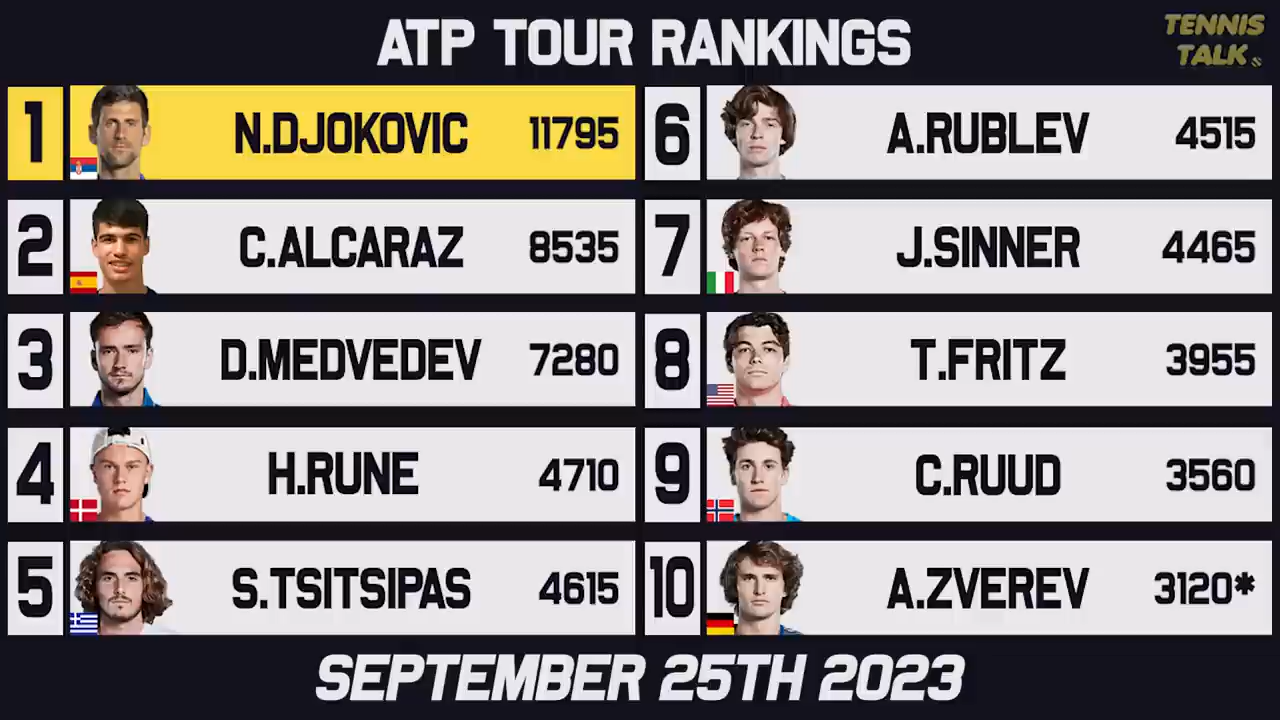 ATP TOUR RANKINGS
TENNIS
TALK
1 N.DJOKOVIC 11795
2 C.ALCARAZ 8535
3 D.MEDVEDEV 7280
4 H.RUNE 4710
5 S.TSITSIPAS 4615
6 A.RUBLEV 4515
7 J.SINNER 4465
8 T.FRITZ 3955
9 C.RUUD 3560
10 A.ZVEREV 3120*
SEPTEMBER 25TH 2023